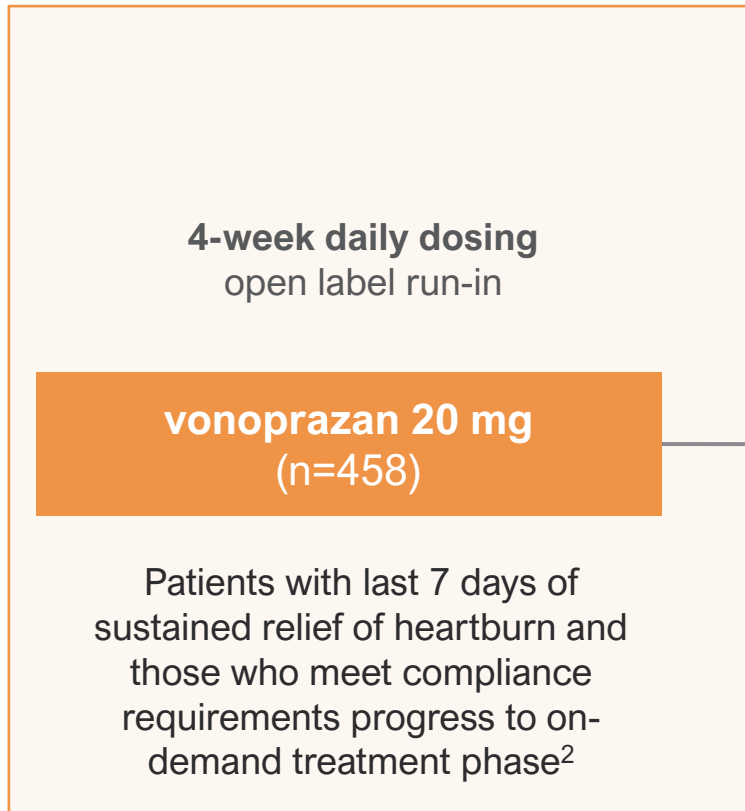 4-week daily dosing
open label run-in
vonoprazan 20 mg
(n=458)
Patients with last 7 days of
sustained relief of heartburn and
those who meet compliance
requirements progress to on-
demand treatment phase²